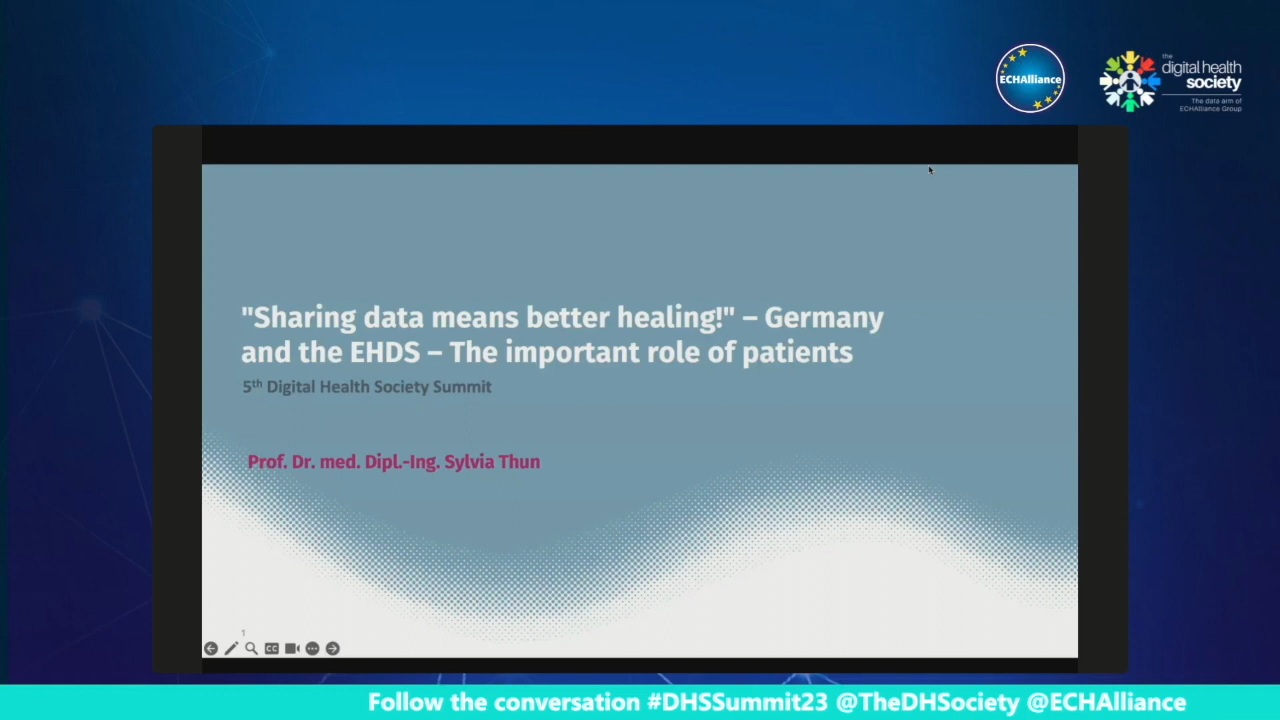 ECHAlliance
the
digital health
society
The data arm of
ECHAlliance Group
"Sharing data means better healing!" – Germany
and the EHDS – The important role of patients
5th Digital Health Society Summit
Prof. Dr. med. Dipl.-Ing. Sylvia Thun
1
CC
Follow the conversation #DHSSummit23 @TheDHSociety @ECHAlliance